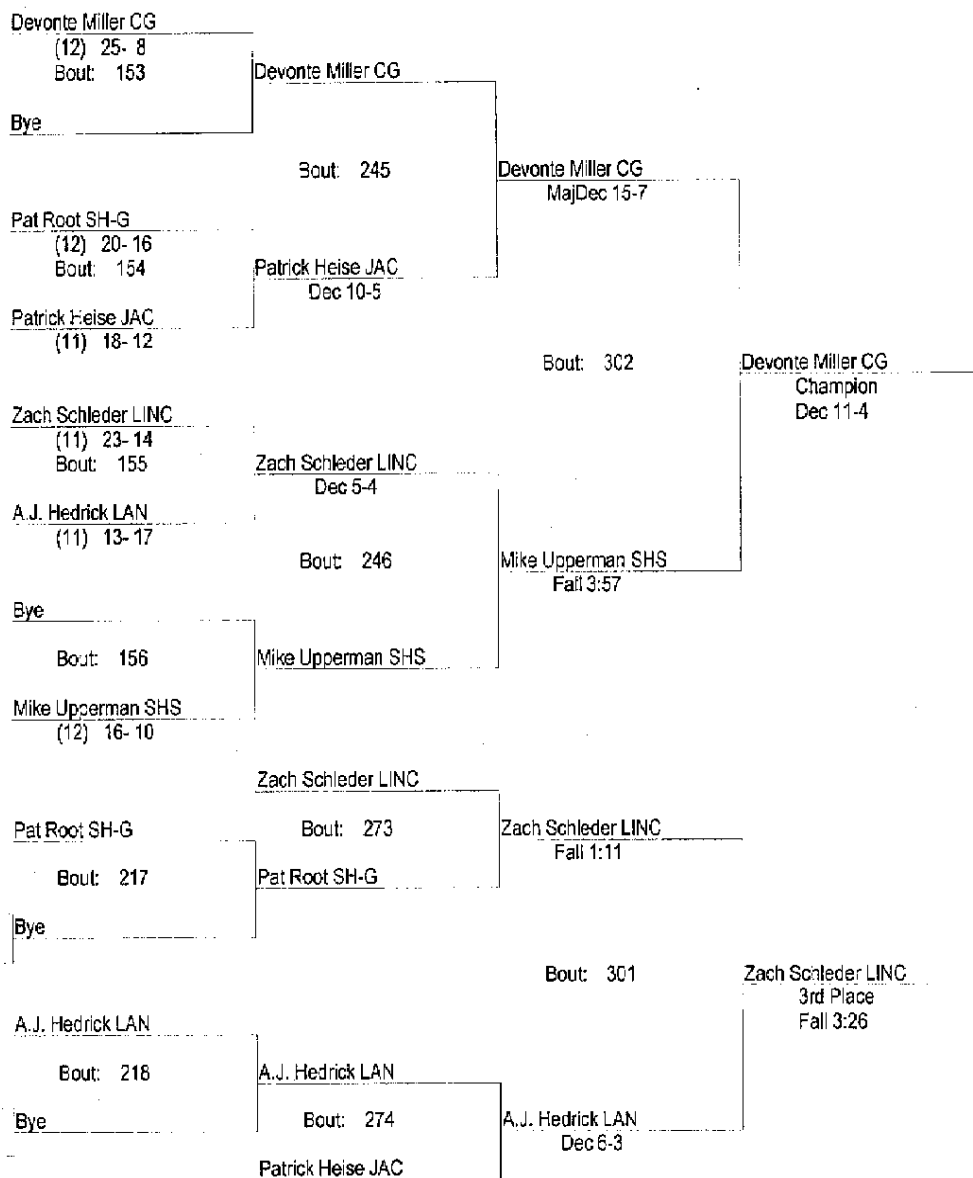 Devonte Miller CG
(12) 25- 8
Bout: 153
Devonte Miller CG
Bye
Bout: 245
Devonte Miller CG
MajDec 15-7
Pat Root SH-G
(12) 20- 16
Bout: 154
Patrick Heise JAC
Dec 10-5
Patrick Heise JAC
(11) 18- 12
Bout: 302
Devonte Miller CG
Champion
Dec 11-4
Zach Schleder LINC
(11) 23- 14
Bout: 155
Zach Schleder LINC
Dec 5-4
A.J. Hedrick LAN
(11) 13- 17
Bout: 246
Mike Upperman SHS
Fall 3:57
Bye
Bout: 156
Mike Upperman SHS
Mike Upperman SHS
(12) 16- 10
Zach Schleder LINC
Pat Root SH-G
Bout: 273
Zach Schleder LINC
Fall 1:11
Bout: 217
Pat Root SH-G
Bye
Bout: 301
Zach Schleder LINC
3rd Place
Fall 3:26
A.J. Hedrick LAN
Bout: 218
A.J. Hedrick LAN
Bye
Bout: 274
A.J. Hedrick LAN
Dec 6-3
Patrick Heise JAC